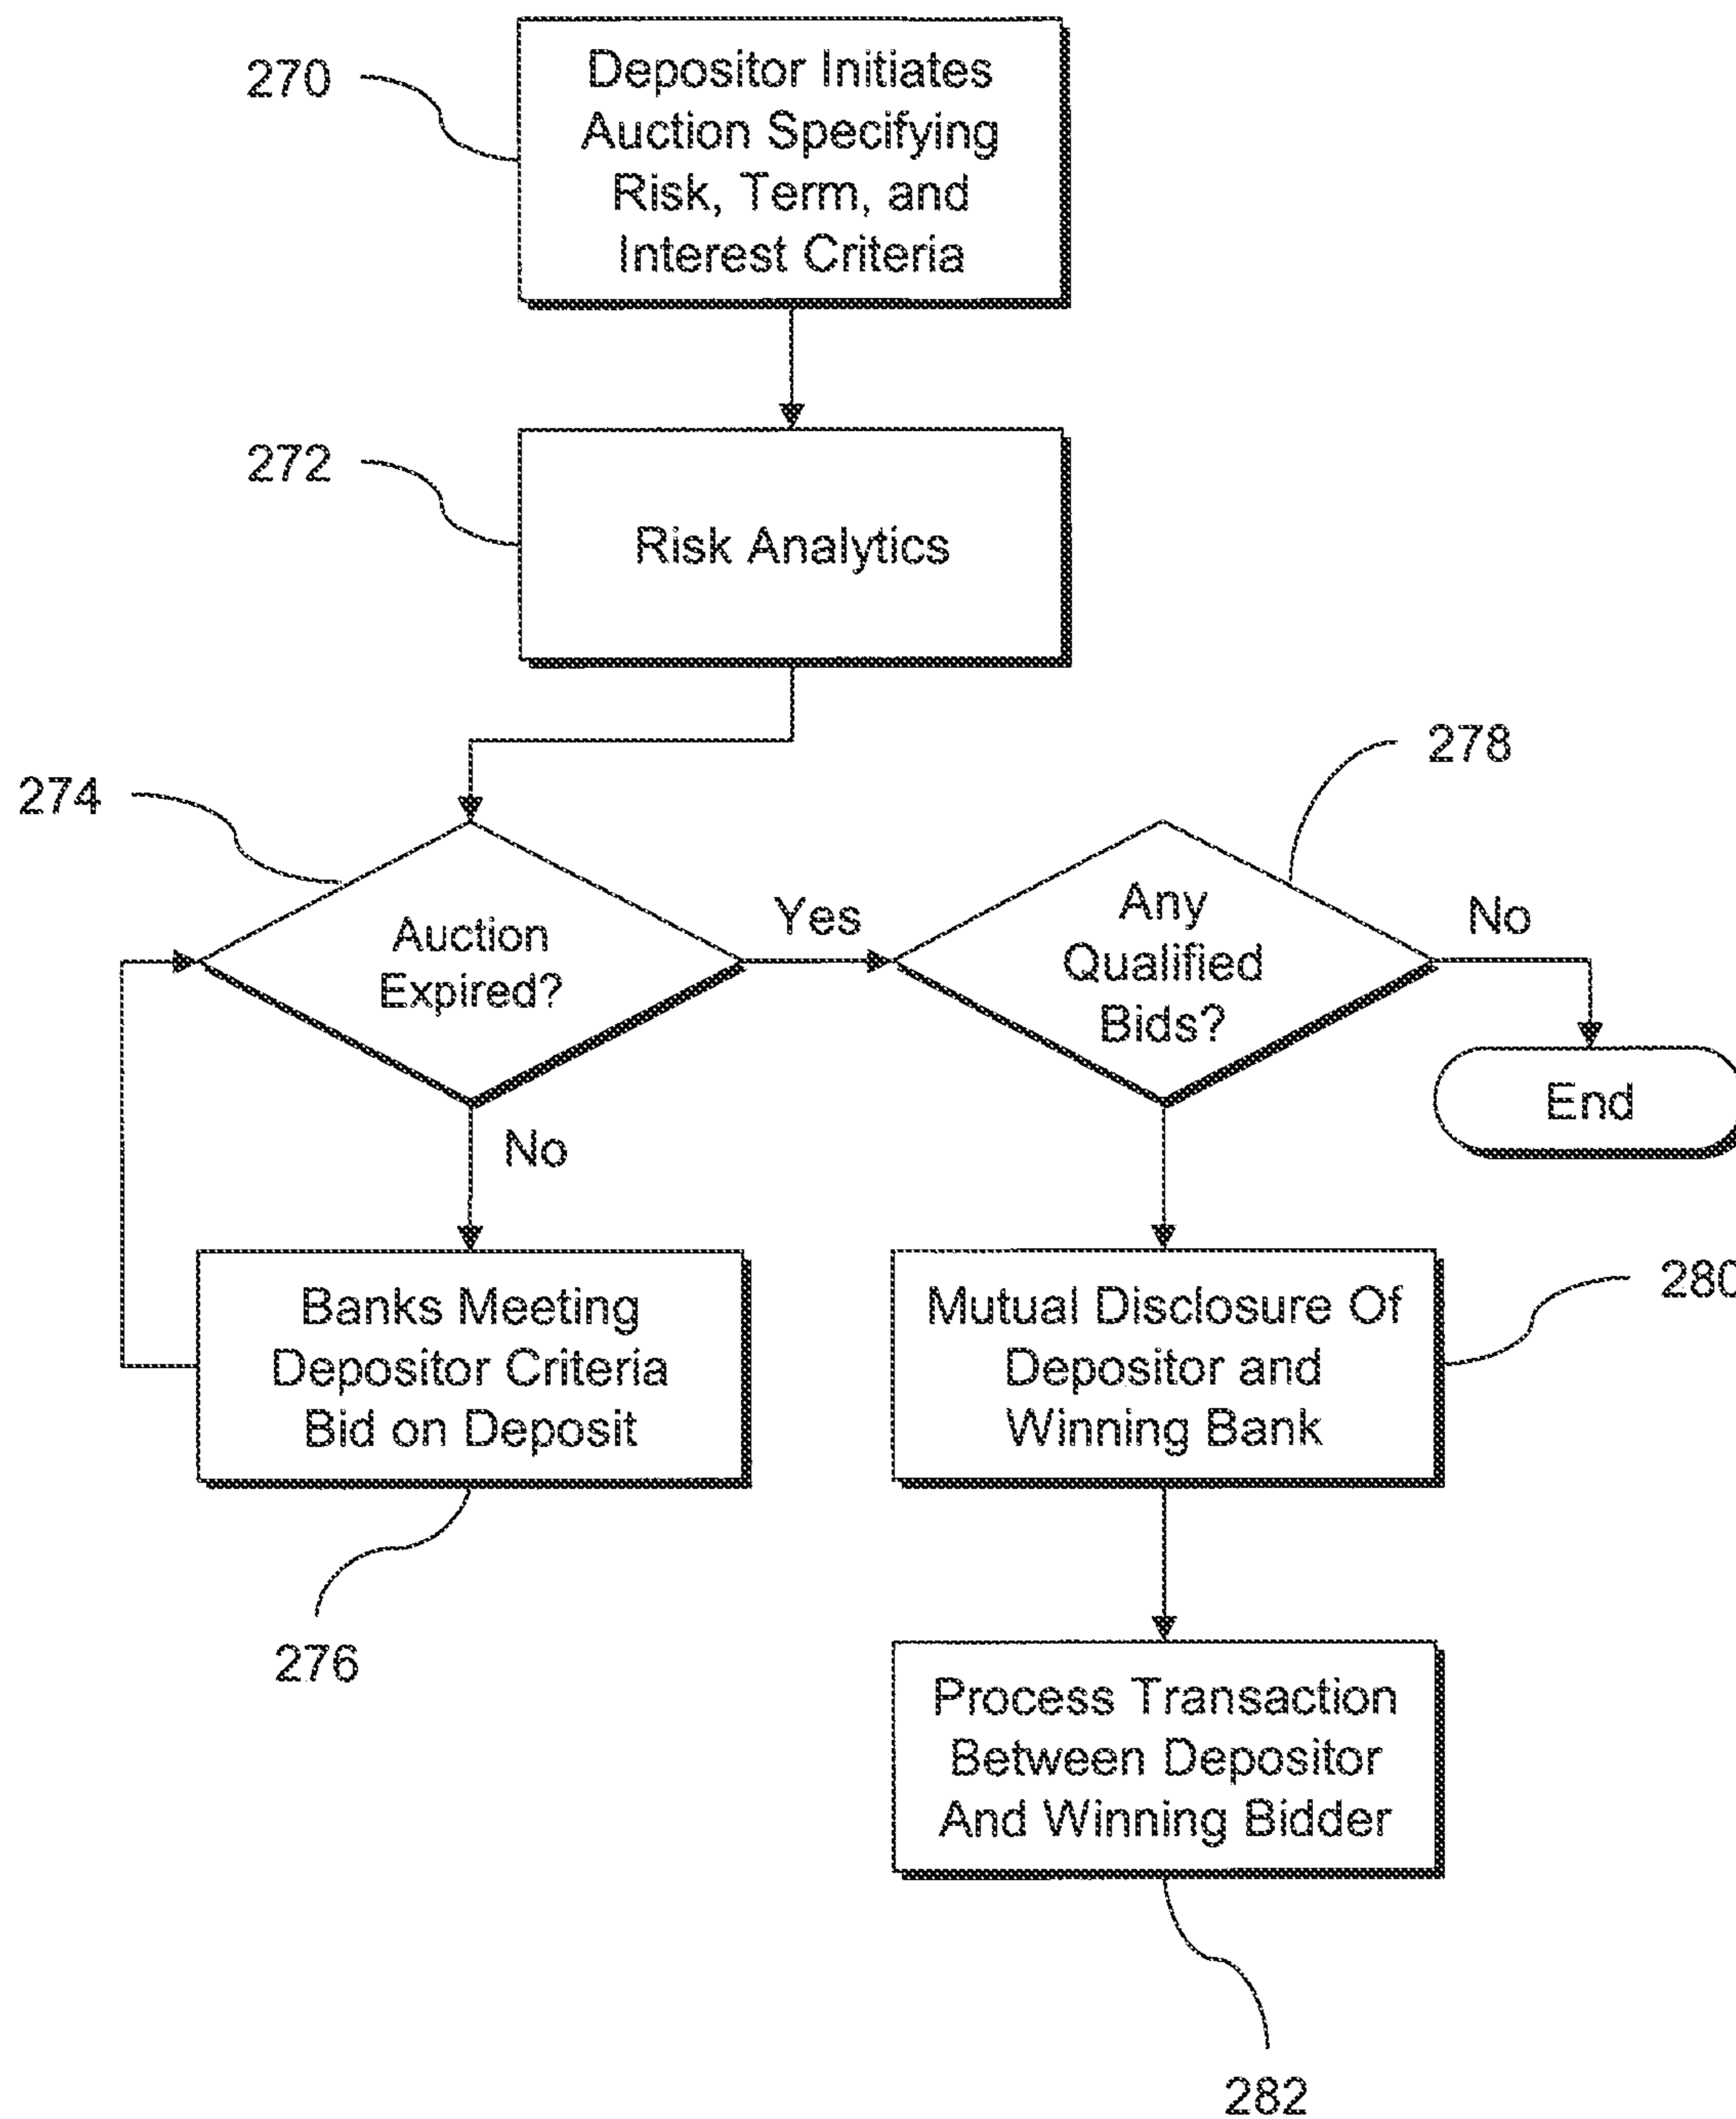 270
Depositor Initiates
Auction Specifying
Risk, Term, and
Interest Criteria
272
Risk Analytics
274
Auction
Expired?
Yes
278
Any
Qualified
Bids?
No
End
No
Banks Meeting
Depositor Criteria
Bid on Deposit
276
Mutual Disclosure Of
Depositor and
Winning Bank
280
Process Transaction
Between Depositor
And Winning Bidder
282